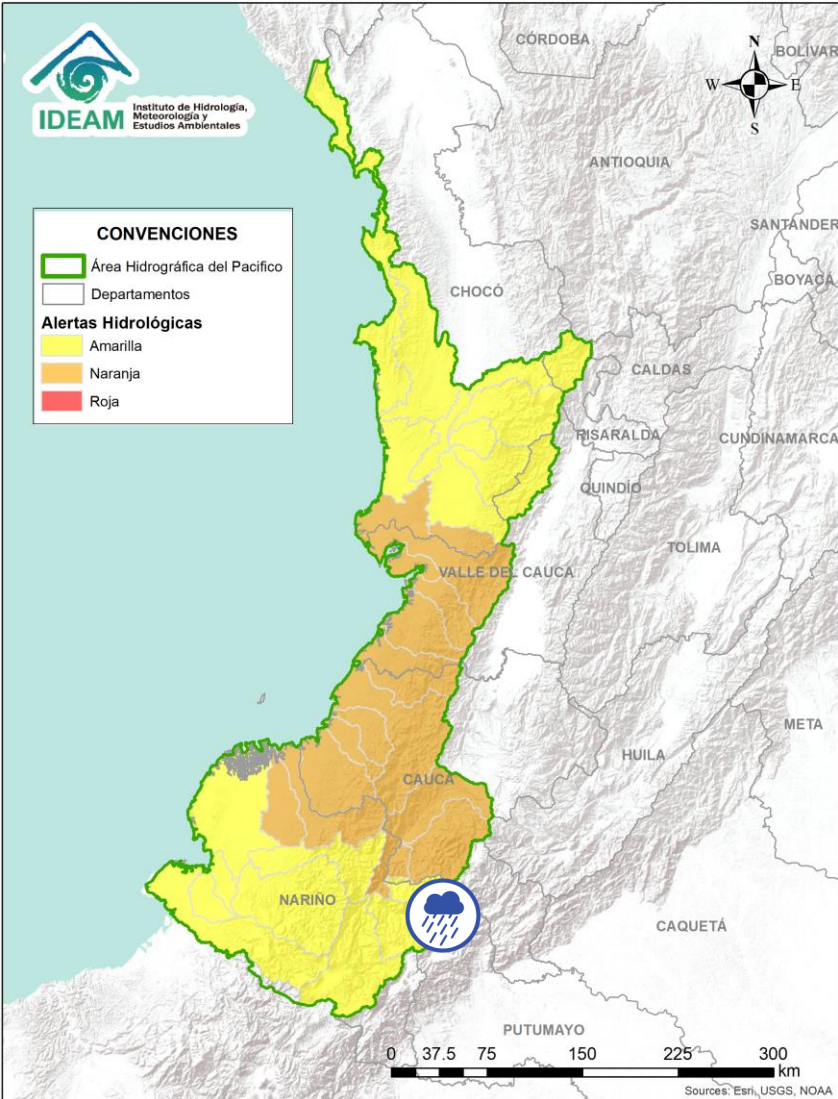 IDEAM
Instituto de Hidrología,
Meteorología y
Estudios Ambientales
N
W
E
S
CONVENCIONES
Área Hidrográfica del Pacifico
Departamentos
Alertas Hidrológicas
Amarilla
Naranja
Roja
CÓRDOBA
BOLÍVAR
ANTIOQUIA
SANTANDER
BOYACÁ
CHOCÓ
CALDAS
RISARALDA
CUNDINAMARCA
QUINDÍO
TOLIMA
VALLE DEL CAUCA
META
HUILA
CAUCA
NARIÑO
CAQUETÁ
PUTUMAYO
0 37.5 75 150 225 300
km
Sources: Esri, USGS, NOAA